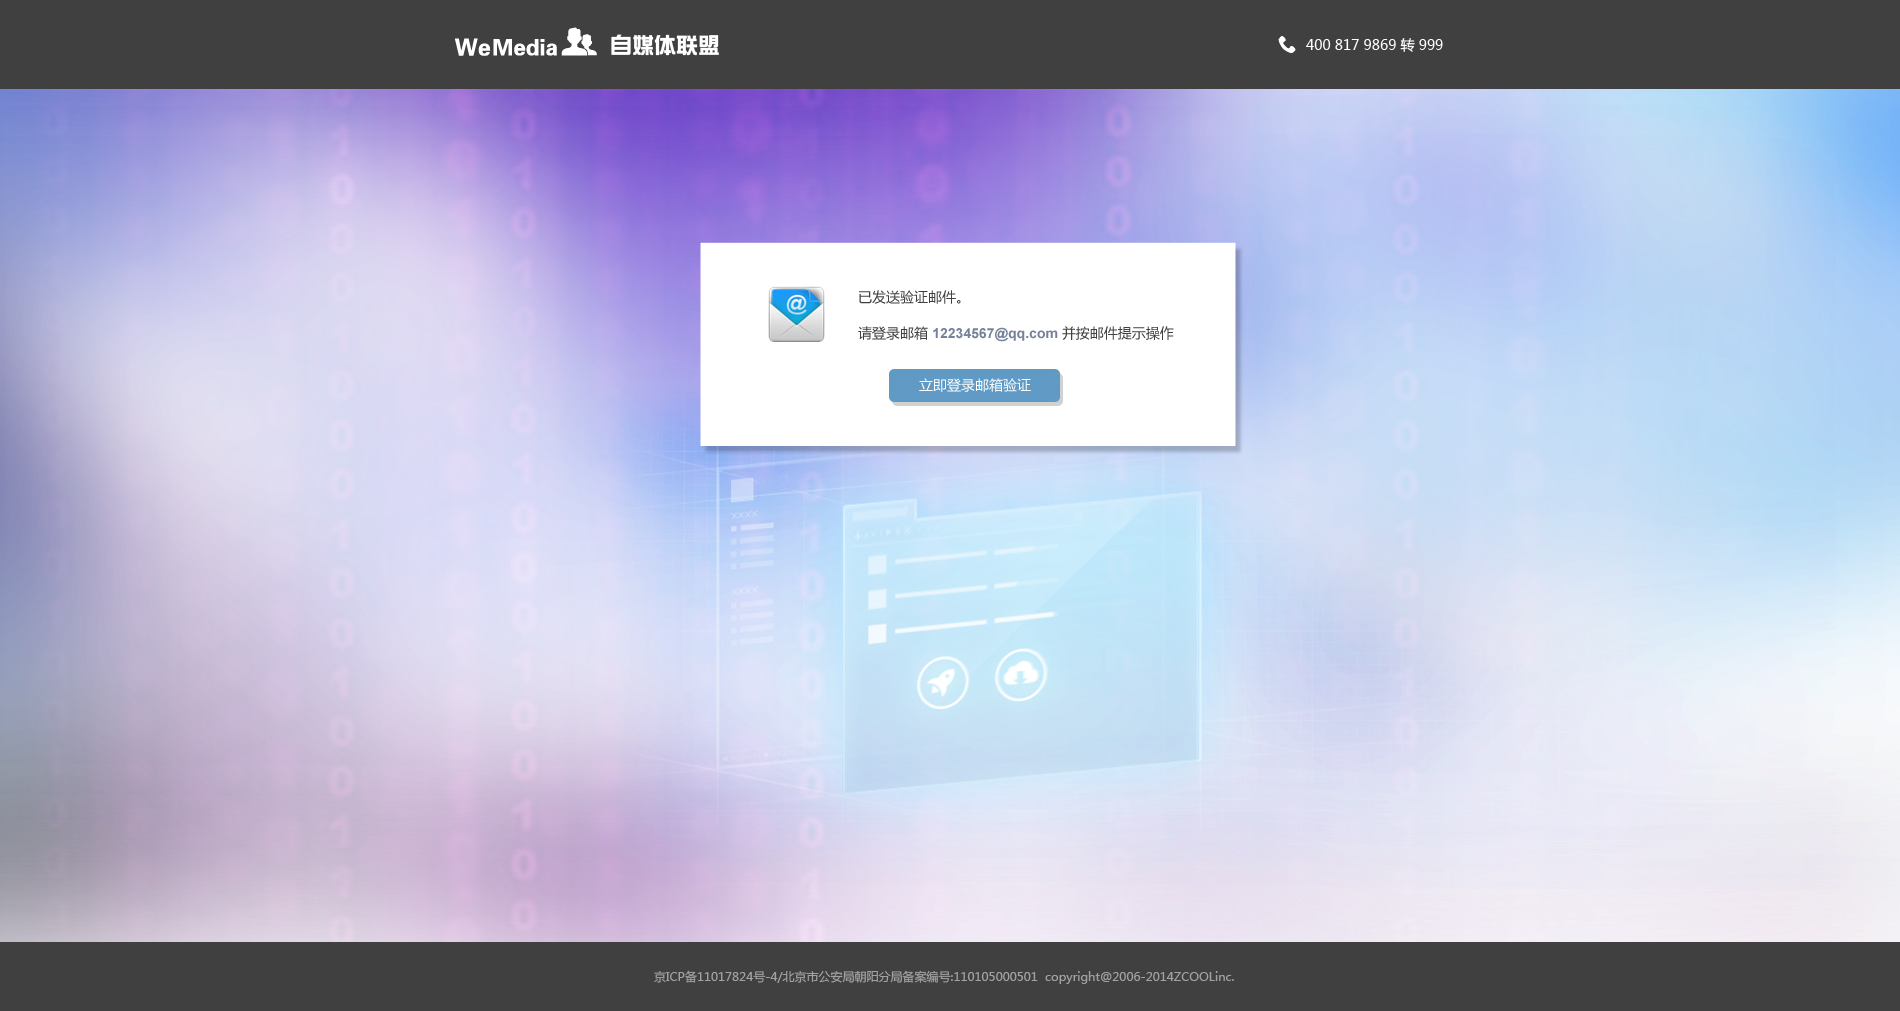 WeMedia 自媒体联盟
400 817 9869 转 999
已发送验证邮件。
请登录邮箱 12234567@qq.com 并按邮件提示操作
立即登录邮箱验证
京ICP备11017824号-4/北京市公安局朝阳分局备案编号:110105000501 copyright@2006-2014ZCOOLinc.